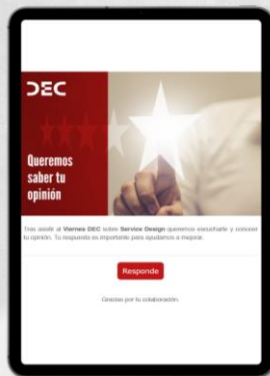 DEC
Queremos
saber tu
opinión
Tras asistir al Viernes DEC sobre Service Design queremos escucharte y conocer
tu opinión. Tu respuesta es importante para ayudarnos a mejorar.
Responde
Gracias por tu colaboración.